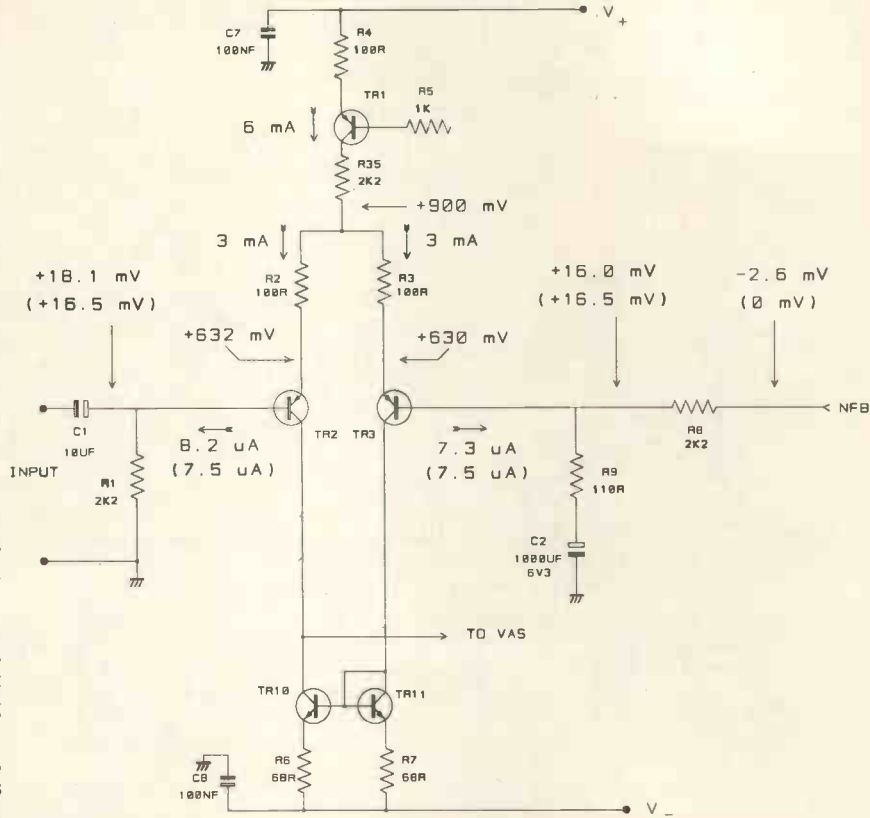 V+
C7
100NF
R4
100R
TR1
R5
1K
6 mA
R35
2K2
+900 mV
3 mA
3 mA
R2
100R
R3
100R
+18.1 mV
(+16.5 mV)
+16.0 mV
(+16.5 mV)
-2.6 mV
(0 mV)
+632 mV
+630 mV
C1
10UF
TR2
TR3
R8
2K2
NFB
INPUT
8.2 uA
(7.5 uA)
7.3 uA
(7.5 uA)
R1
2K2
R9
110R
C2
1000UF
6V3
TO VAS
TR10
TR11
R6
68R
R7
68R
C8
100NF
V-